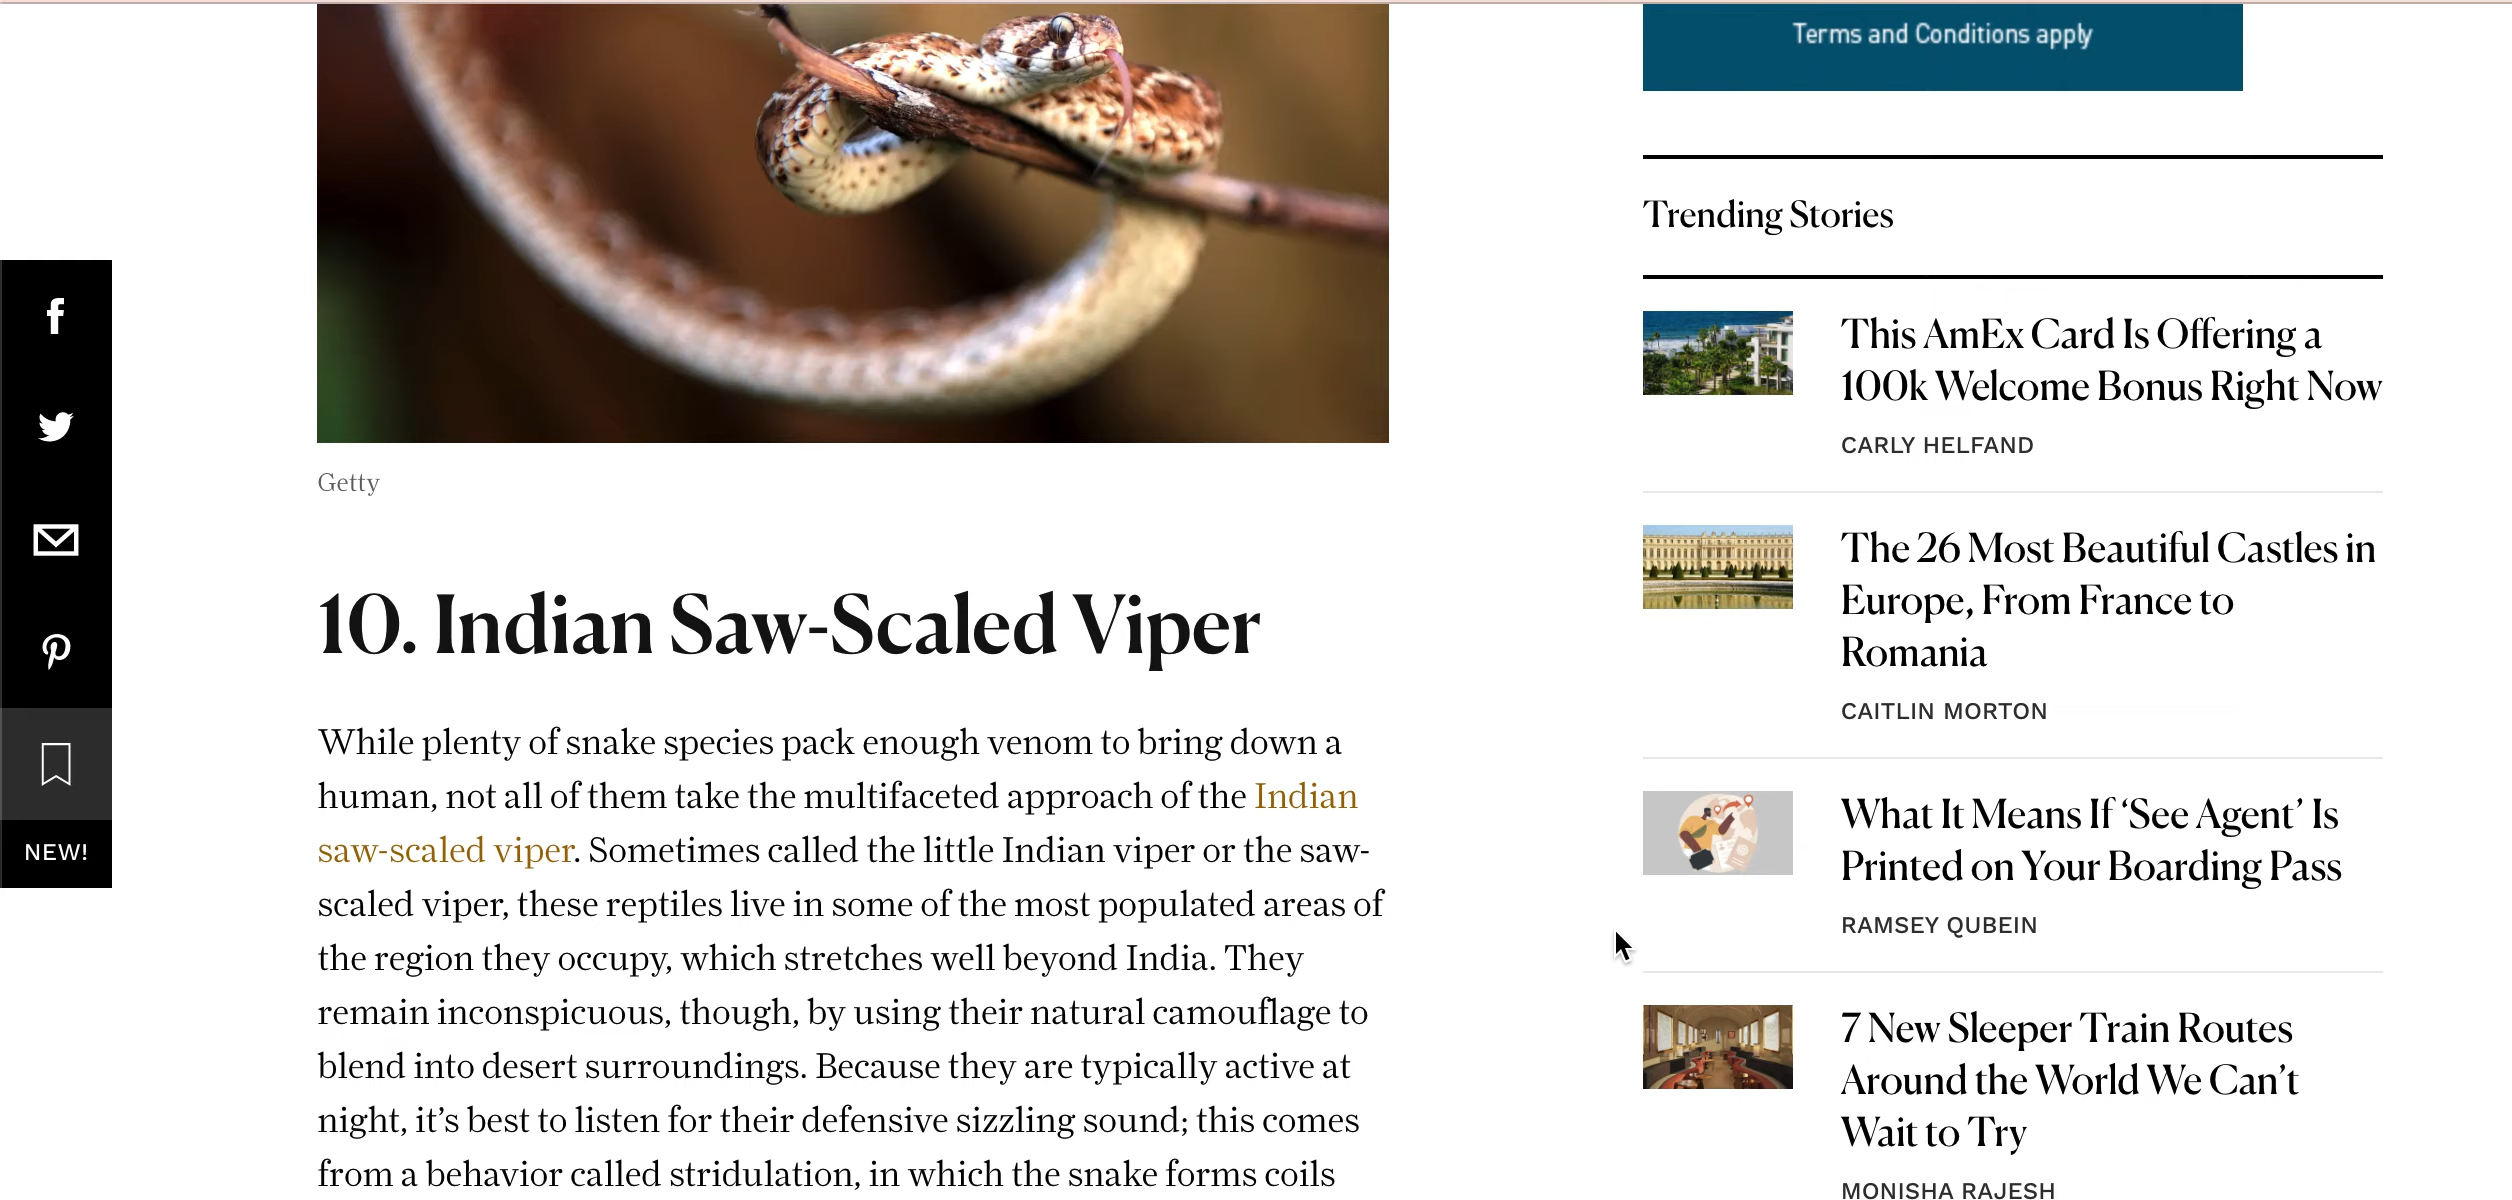 Terms and Conditions apply
Getty
10. Indian Saw-Scaled Viper
While plenty of snake species pack enough venom to bring down a
human, not all of them take the multifaceted approach of the Indian
saw-scaled viper. Sometimes called the little Indian viper or the saw-
scaled viper, these reptiles live in some of the most populated areas of
the region they occupy, which stretches well beyond India. They
remain inconspicuous, though, by using their natural camouflage to
blend into desert surroundings. Because they are typically active at
night, it’s best to listen for their defensive sizzling sound; this comes
from a behavior called stridulation, in which the snake forms coils
Trending Stories
This AmEx Card Is Offering a
100k Welcome Bonus Right Now
CARLY HELFAND
The 26 Most Beautiful Castles in
Europe, From France to
Romania
CAITLIN MORTON
What It Means If ‘See Agent’ Is
Printed on Your Boarding Pass
RAMSEY QUBEIN
7 New Sleeper Train Routes
Around the World We Can’t
Wait to Try
MONISHA RAJESH
NEW!